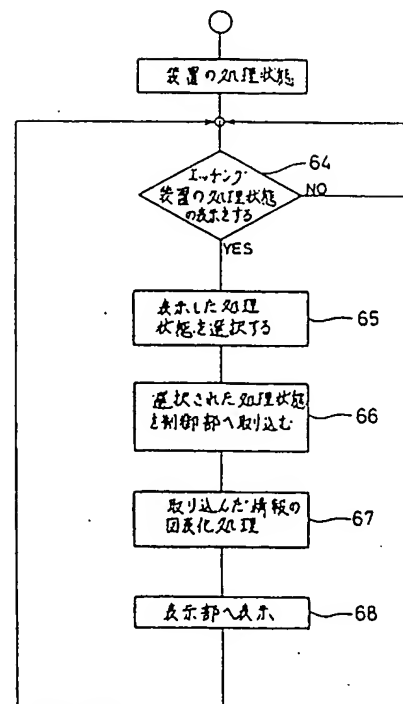 装置の処理状態
エッチング
装置の処理状態
の表示をする
64
NO
YES
表示した処理
状態を選択する
65
選択された処理状態
を制御部へ取り込む
66
取り込んだ情報の
図表化処理
67
表示部へ表示
68